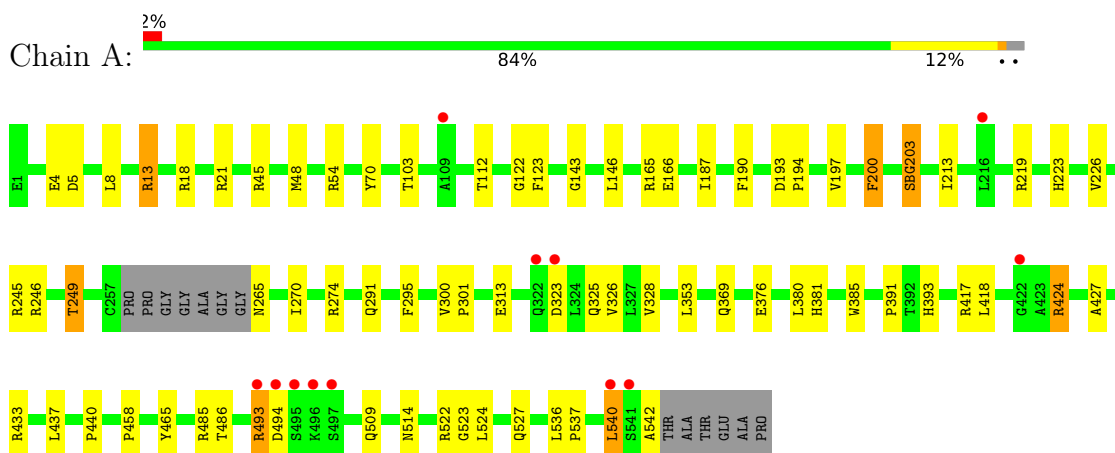 2%
Chain A:
84% 12% • •
E1 E4 D5 L8 R13 R18 R21 R45 M48 R54 Y70 T103 A109 T112 G122 F123 G143 L146 R165 E166 I187 F190 D193 P194 V197 F200 SBG203 I213 L216 R219 H223 V226
R245 R246 T249 C257 PRO PRO GLY GLY ALA GLY GLY N265 I270 R274 Q291 F295 V300 P301 E313 Q322 D323 L324 Q325 V326 L327 V328 L353 Q369 E376 L380 H381 W385 P391 T392 H393 R417 L418 G422 A423 R424 A427
R433 L437 P440 P458 Y465 R485 T486 R493 D494 S495 K496 S497 Q509 N514 R522 G523 L524 Q527 L536 P537 L540 S541 A542 THR ALA THR GLU ALA PRO